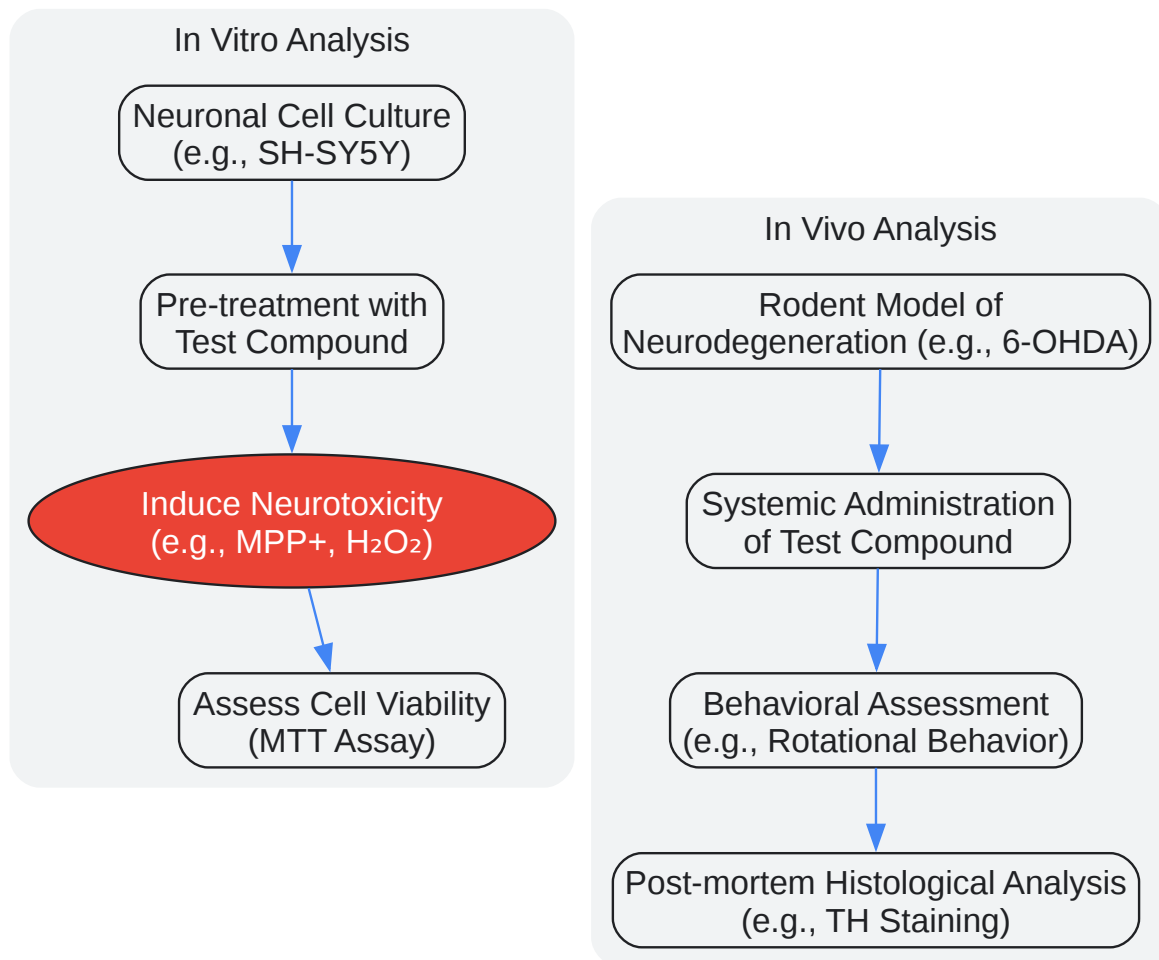 In Vitro Analysis
Neuronal Cell Culture
(e.g., SH-SY5Y)
Pre-treatment with
Test Compound
Induce Neurotoxicity
(e.g., MPP+, H₂O₂)
Assess Cell Viability
(MTT Assay)
In Vivo Analysis
Rodent Model of
Neurodegeneration (e.g., 6-OHDA)
Systemic Administration
of Test Compound
Behavioral Assessment
(e.g., Rotational Behavior)
Post-mortem Histological Analysis
(e.g., TH Staining)